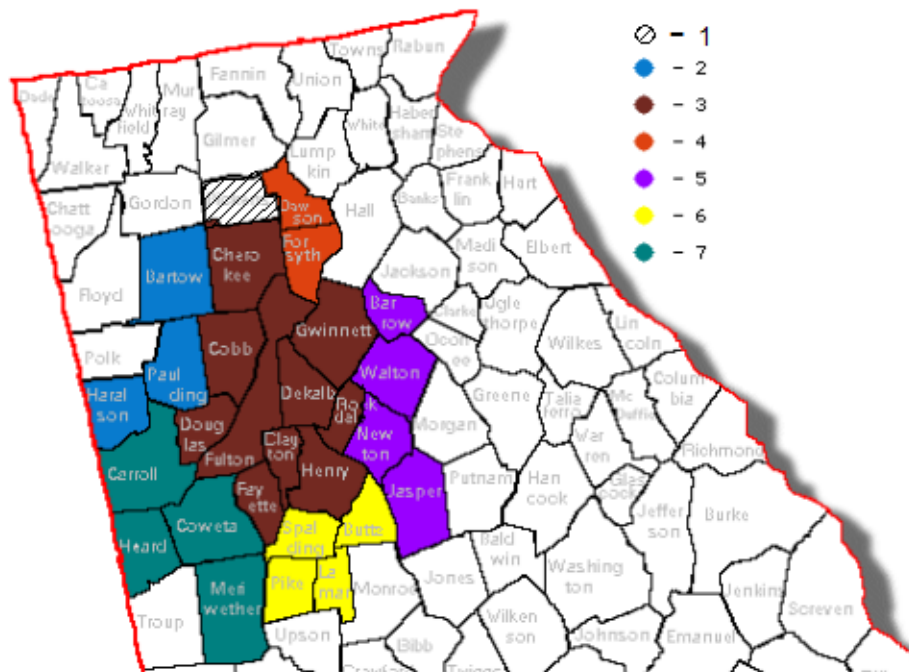 - 1
- 2
- 3
- 4
- 5
- 6
- 7
Dade
Ca
toosa
Whit
field
Mur
ray
Fannin
Union
Towns
Rabun
Walker
Gilmer
Lump
kin
White
Haber
sham
Ste
phens
Chatt
ooga
Gordon
Daw
son
Hall
Banks
Frank
lin
Hart
Floyd
Bartow
Chero
kee
For
syth
Jackson
Madi
son
Elbert
Polk
Paul
ding
Cobb
Gwinnett
Bar
row
Clarke
Ocon
ee
Ogle
thorpe
Wilkes
Lin
coln
Haral
son
Doug
las
Fulton
Dekalb
Rock
dal
Walton
New
ton
Morgan
Greene
Talia
ferro
Mc
Duffie
Colum
bia
Carroll
Clay
ton
Henry
Fay
ette
Jasper
Putnam
Han
cock
War
ren
Glas
cock
Richmond
Jeffer
son
Burke
Heard
Coweta
Spal
ding
Butts
Meri
wether
Pike
La
mar
Monroe
Jones
Bald
win
Washing
ton
Jenkins
Screven
Troup
Upson
Bibb
Wilken
son
Johnson
Emanuel